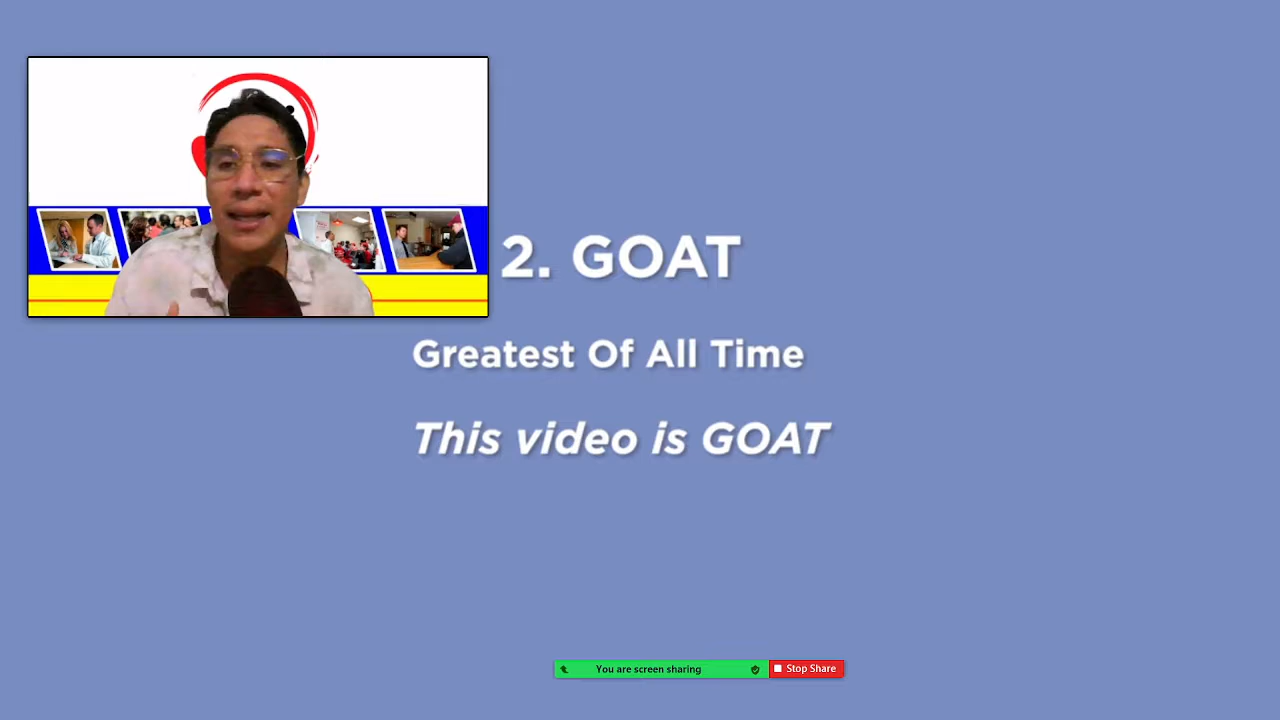 2. GOAT
Greatest Of All Time
This video is GOAT
You are screen sharing
Stop Share